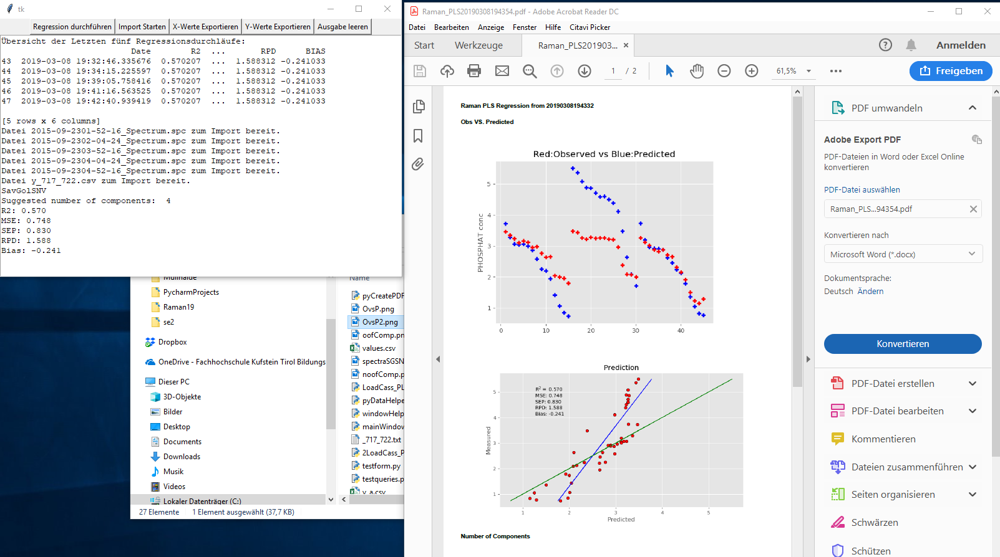 tk
Regression durchführen Import Starten X-Werte Exportieren Y-Werte Exportieren Ausgabe leeren
Übersicht der Letzten fünf Regressionsdurchläufe:
Date R2 ... RPD BIAS
43 2019-03-08 19:32:46.335676 0.570207 ... 1.588312 -0.241033
44 2019-03-08 19:34:15.225597 0.570207 ... 1.588312 -0.241033
45 2019-03-08 19:39:05.758416 0.570207 ... 1.588312 -0.241033
46 2019-03-08 19:41:16.563525 0.570207 ... 1.588312 -0.241033
47 2019-03-08 19:42:40.939419 0.570207 ... 1.588312 -0.241033
[5 rows x 6 columns]
Datei 2015-09-2301-52-16_Spectrum.spc zum Import bereit.
Datei 2015-09-2302-04-24_Spectrum.spc zum Import bereit.
Datei 2015-09-2303-52-16_Spectrum.spc zum Import bereit.
Datei 2015-09-2304-04-24_Spectrum.spc zum Import bereit.
Datei 2015-09-2304-52-16_Spectrum.spc zum Import bereit.
Datei y_717_722.csv zum Import bereit.
SavGolSNV
Suggested number of components: 4
R2: 0.570
MSE: 0.748
SEP: 0.830
RPD: 1.588
Bias: -0.241
PycharmProjects
Raman19
se2
Dropbox
OneDrive - Fachhochschule Kufstein Tirol Bildungs
Dieser PC
3D-Objekte
Bilder
Desktop
Documents
Downloads
Musik
Videos
Lokaler Datenträger (C:)
Name
pyCreatePDF
OvsP.png
OvsP2.png
oofComp.pn
values.csv
spectraSGSN
noofComp.p
LoadCass_PL
pyDataHelpe
windowHelp
mainWindow
_717_722.txt
2LoadCass_P
testform.py
testqueries.p
y_a.csv
27 Elemente 1 Element ausgewählt (37,7 KB)
Raman_PLS20190308194354.pdf - Adobe Acrobat Reader DC
Datei Bearbeiten Anzeige Fenster Hilfe Citavi Picker
Start Werkzeuge Raman_PLS201903... × Anmelden
1 / 2 61,5% Freigeben
Raman PLS Regression from 20190308194332
Obs VS. Predicted
Red:Observed vs Blue:Predicted
PHOSPHAT conc
5
4
3
2
1
0 10 20 30 40
Prediction
R² = 0.570
MSE: 0.748
SEP: 0.830
RPD: 1.588
Bias: -0.241
Measured
5
4
3
2
1
1 2 3 4 5
Predicted
Number of Components
PDF umwandeln
Adobe Export PDF
PDF-Dateien in Word oder Excel Online
konvertieren
PDF-Datei auswählen
Raman_PLS...94354.pdf
Konvertieren nach
Microsoft Word (*.docx)
Dokumentsprache:
Deutsch Ändern
Konvertieren
PDF-Datei erstellen
PDF-Datei bearbeiten
Kommentieren
Dateien zusammenführen
Seiten organisieren
Schwärzen
Schützen